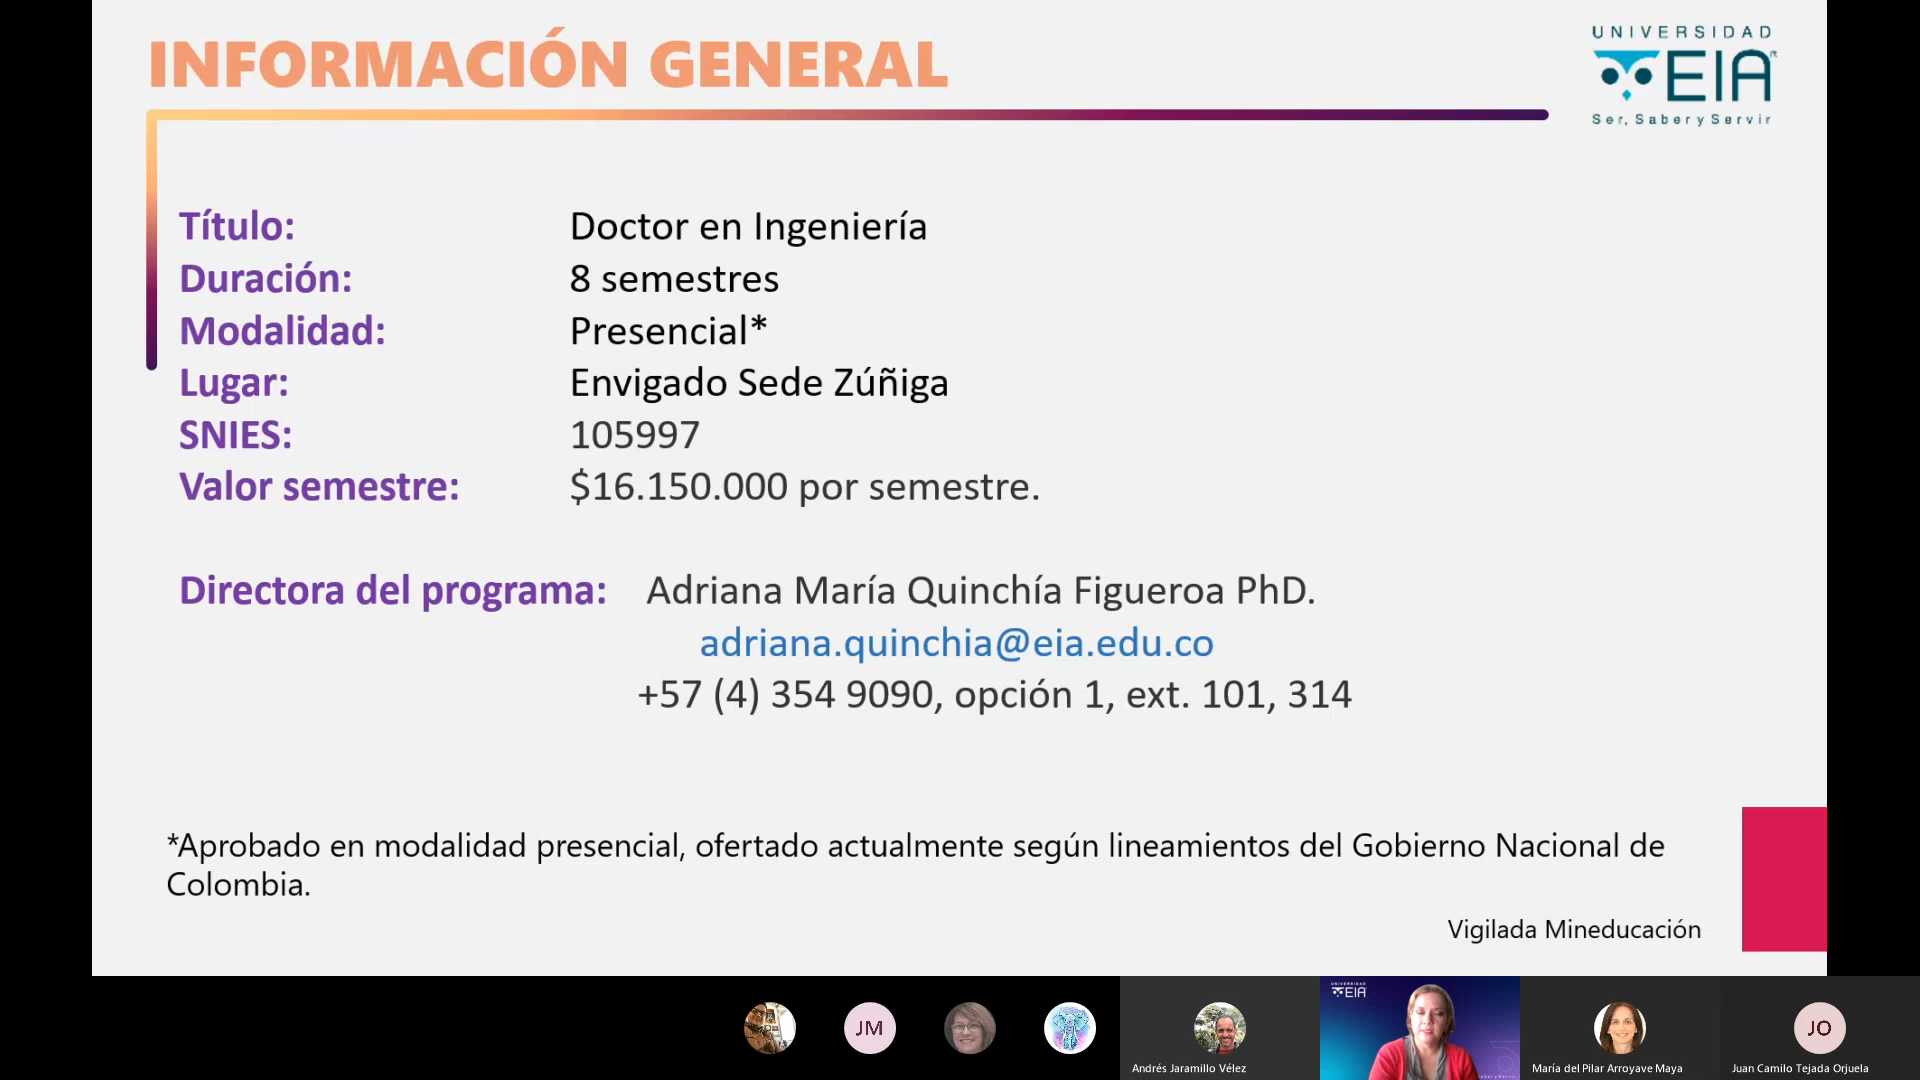 INFORMACIÓN GENERAL
UNIVERSIDAD
EIA
Ser, Saber y Servir
Título: Doctor en Ingeniería
Duración: 8 semestres
Modalidad: Presencial*
Lugar: Envigado Sede Zúñiga
SNIES: 105997
Valor semestre: $16.150.000 por semestre.
Directora del programa: Adriana María Quinchía Figueroa PhD.
adriana.quinchia@eia.edu.co
+57 (4) 354 9090, opción 1, ext. 101, 314
*Aprobado en modalidad presencial, ofertado actualmente según lineamientos del Gobierno Nacional de
Colombia.
Vigilada Mineducación
JM
UNIVERSIDAD
EIA
JO
Andrés Jaramillo Vélez
María del Pilar Arroyave Maya
Juan Camilo Tejada Orjuela